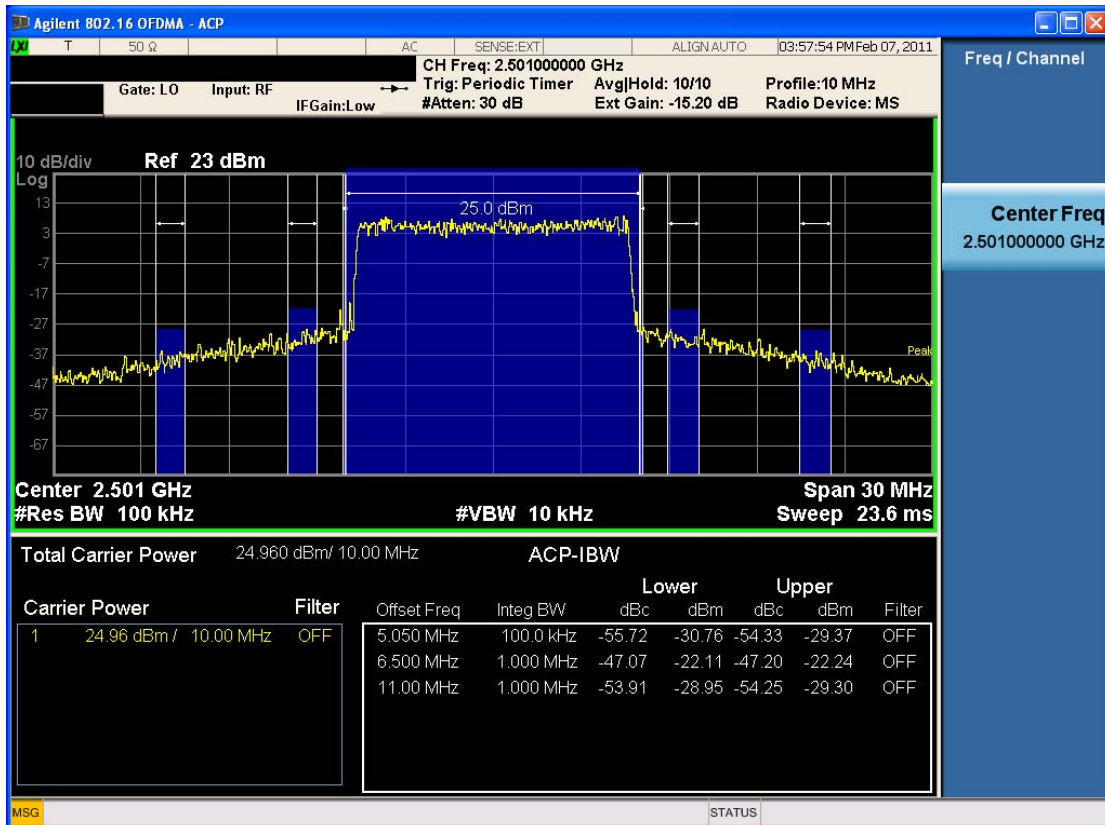 Agilent 802.16 OFDMA - ACP
LXI T 50 Ω AC SENSE:EXT ALIGN AUTO 03:57:54 PM Feb 07, 2011
Freq / Channel
CH Freq: 2.501000000 GHz
Gate: LO Input: RF Trig: Periodic Timer Avg|Hold: 10/10 Profile:10 MHz
IFGain:Low #Atten: 30 dB Ext Gain: -15.20 dB Radio Device: MS
10 dB/div Ref 23 dBm
Log
Center Freq
2.501000000 GHz
25.0 dBm
13
3
-7
-17
-27
-37
Peak
-47
-57
-67
Center 2.501 GHz Span 30 MHz
#Res BW 100 kHz #VBW 10 kHz Sweep 23.6 ms
Total Carrier Power 24.960 dBm/ 10.00 MHz ACP-IBW
Lower Upper
Carrier Power Filter Offset Freq Integ BW dBc dBm dBc dBm Filter
1 24.96 dBm / 10.00 MHz OFF 5.050 MHz 100.0 kHz -55.72 -30.76 -54.33 -29.37 OFF
6.500 MHz 1.000 MHz -47.07 -22.11 -47.20 -22.24 OFF
11.00 MHz 1.000 MHz -53.91 -28.95 -54.25 -29.30 OFF
MSG STATUS